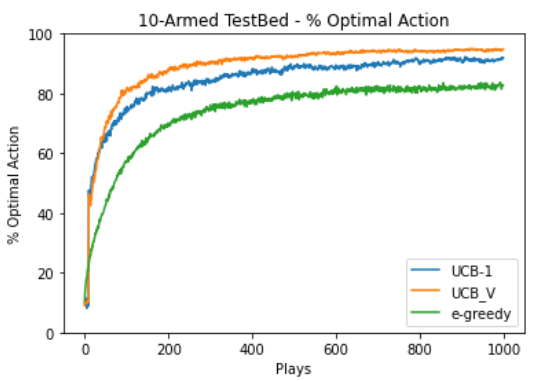 10-Armed TestBed - % Optimal Action
100
80
60
40
20
0
% Optimal Action
0 200 400 600 800 1000
Plays
UCB-1
UCB_V
e-greedy